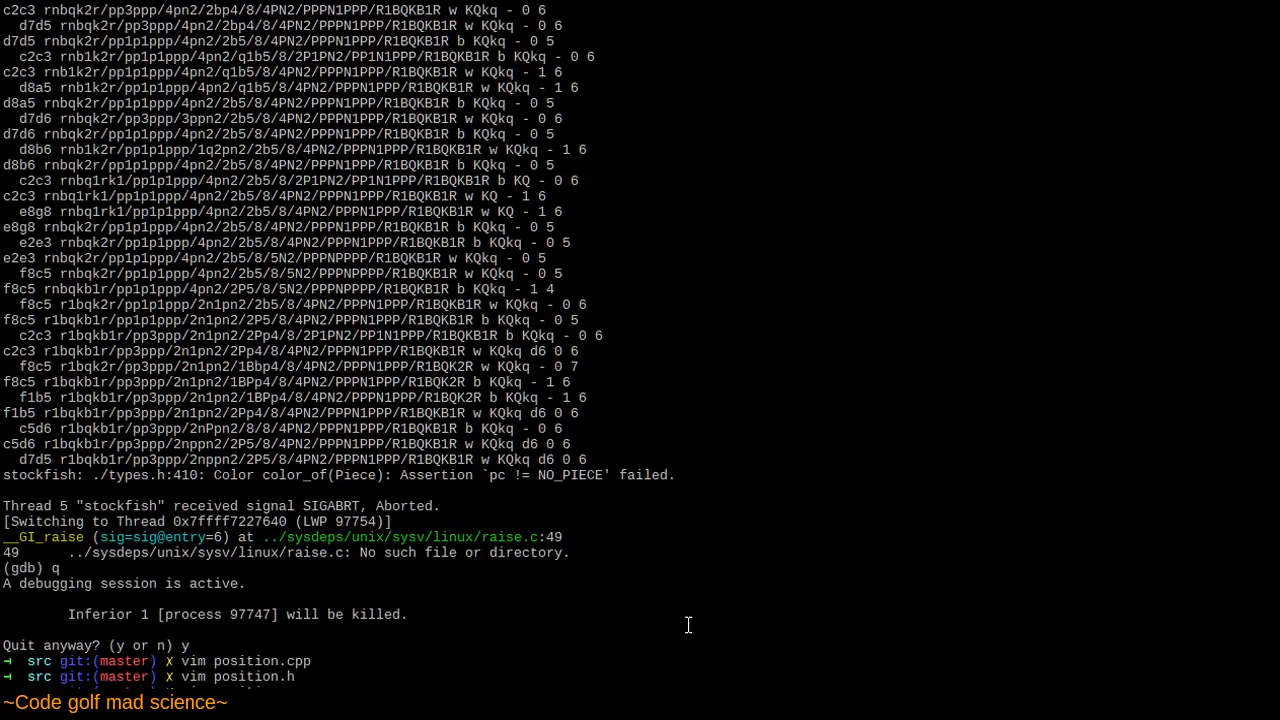 c2c3 rnbqk2r/pp3ppp/4pn2/2bp4/8/4PN2/PPPN1PPP/R1BQKB1R w KQkq - 0 6
  d7d5 rnbqk2r/pp3ppp/4pn2/2bp4/8/4PN2/PPPN1PPP/R1BQKB1R w KQkq - 0 6
d7d5 rnbqk2r/pp1p1ppp/4pn2/2b5/8/4PN2/PPPN1PPP/R1BQKB1R b KQkq - 0 5
  c2c3 rnb1k2r/pp1p1ppp/4pn2/q1b5/8/2P1PN2/PP1N1PPP/R1BQKB1R b KQkq - 0 6
c2c3 rnb1k2r/pp1p1ppp/4pn2/q1b5/8/4PN2/PPPN1PPP/R1BQKB1R w KQkq - 1 6
  d8a5 rnb1k2r/pp1p1ppp/4pn2/q1b5/8/4PN2/PPPN1PPP/R1BQKB1R w KQkq - 1 6
d8a5 rnbqk2r/pp1p1ppp/4pn2/2b5/8/4PN2/PPPN1PPP/R1BQKB1R b KQkq - 0 5
  d7d6 rnbqk2r/pp3ppp/3ppn2/2b5/8/4PN2/PPPN1PPP/R1BQKB1R w KQkq - 0 6
d7d6 rnbqk2r/pp1p1ppp/4pn2/2b5/8/4PN2/PPPN1PPP/R1BQKB1R b KQkq - 0 5
  d8b6 rnb1k2r/pp1p1ppp/1q2pn2/2b5/8/4PN2/PPPN1PPP/R1BQKB1R w KQkq - 1 6
d8b6 rnbqk2r/pp1p1ppp/4pn2/2b5/8/4PN2/PPPN1PPP/R1BQKB1R b KQkq - 0 5
  c2c3 rnbq1rk1/pp1p1ppp/4pn2/2b5/8/2P1PN2/PP1N1PPP/R1BQKB1R b KQ - 0 6
c2c3 rnbq1rk1/pp1p1ppp/4pn2/2b5/8/4PN2/PPPN1PPP/R1BQKB1R w KQ - 1 6
  e8g8 rnbq1rk1/pp1p1ppp/4pn2/2b5/8/4PN2/PPPN1PPP/R1BQKB1R w KQ - 1 6
e8g8 rnbqk2r/pp1p1ppp/4pn2/2b5/8/4PN2/PPPN1PPP/R1BQKB1R b KQkq - 0 5
  e2e3 rnbqk2r/pp1p1ppp/4pn2/2b5/8/4PN2/PPPN1PPP/R1BQKB1R b KQkq - 0 5
e2e3 rnbqk2r/pp1p1ppp/4pn2/2b5/8/5N2/PPPNPPPP/R1BQKB1R w KQkq - 0 5
  f8c5 rnbqk2r/pp1p1ppp/4pn2/2b5/8/5N2/PPPNPPPP/R1BQKB1R w KQkq - 0 5
f8c5 rnbqkb1r/pp1p1ppp/4pn2/2P5/8/5N2/PPPNPPPP/R1BQKB1R b KQkq - 1 4
  f8c5 r1bqk2r/pp1p1ppp/2n1pn2/2b5/8/4PN2/PPPN1PPP/R1BQKB1R w KQkq - 0 6
f8c5 r1bqkb1r/pp1p1ppp/2n1pn2/2P5/8/4PN2/PPPN1PPP/R1BQKB1R b KQkq - 0 5
  c2c3 r1bqkb1r/pp3ppp/2n1pn2/2Pp4/8/2P1PN2/PP1N1PPP/R1BQKB1R b KQkq - 0 6
c2c3 r1bqkb1r/pp3ppp/2n1pn2/2Pp4/8/4PN2/PPPN1PPP/R1BQKB1R w KQkq d6 0 6
  f8c5 r1bqk2r/pp3ppp/2n1pn2/1Bbp4/8/4PN2/PPPN1PPP/R1BQK2R w KQkq - 0 7
f8c5 r1bqkb1r/pp3ppp/2n1pn2/1BPp4/8/4PN2/PPPN1PPP/R1BQK2R b KQkq - 1 6
  f1b5 r1bqkb1r/pp3ppp/2n1pn2/1BPp4/8/4PN2/PPPN1PPP/R1BQK2R b KQkq - 1 6
f1b5 r1bqkb1r/pp3ppp/2n1pn2/2Pp4/8/4PN2/PPPN1PPP/R1BQKB1R w KQkq d6 0 6
  c5d6 r1bqkb1r/pp3ppp/2nPpn2/8/8/4PN2/PPPN1PPP/R1BQKB1R b KQkq - 0 6
c5d6 r1bqkb1r/pp3ppp/2nppn2/2P5/8/4PN2/PPPN1PPP/R1BQKB1R w KQkq d6 0 6
  d7d5 r1bqkb1r/pp3ppp/2nppn2/2P5/8/4PN2/PPPN1PPP/R1BQKB1R w KQkq d6 0 6
stockfish: ./types.h:410: Color color_of(Piece): Assertion `pc != NO_PIECE' failed.
Thread 5 "stockfish" received signal SIGABRT, Aborted.
[Switching to Thread 0x7ffff7227640 (LWP 97754)]
__GI_raise (sig=sig@entry=6) at ../sysdeps/unix/sysv/linux/raise.c:49
49      ../sysdeps/unix/sysv/linux/raise.c: No such file or directory.
(gdb) q
A debugging session is active.
        Inferior 1 [process 97747] will be killed.
Quit anyway? (y or n) y
⊣  src git:(master) ✗ vim position.cpp
⊣  src git:(master) ✗ vim position.h
~Code golf mad science~